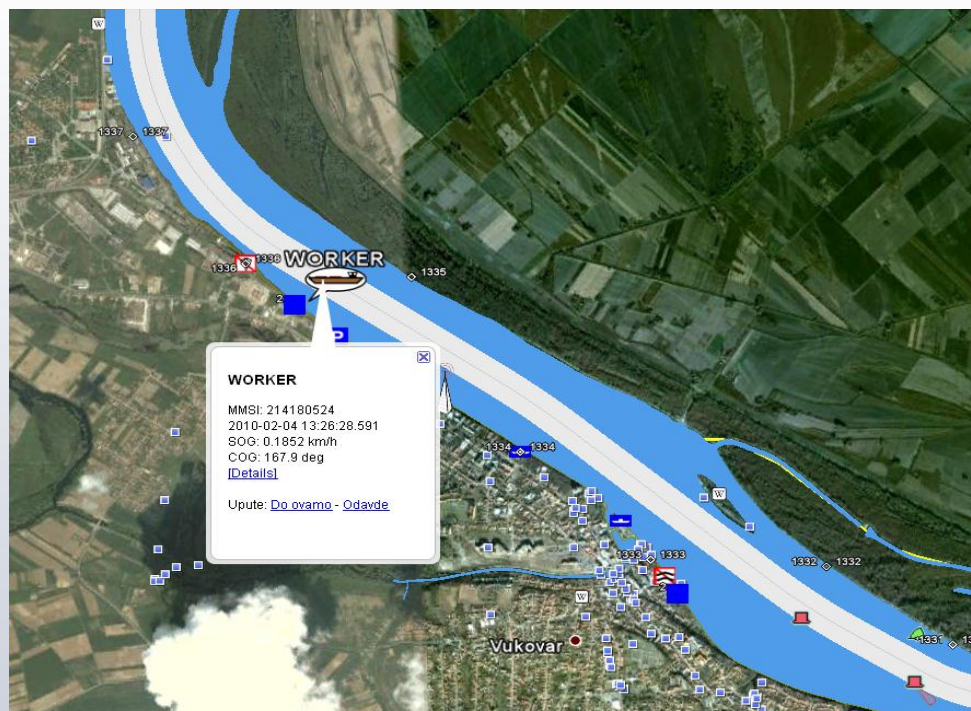 W
1337 1337
1336 1336
WORKER
1335
2
P
WORKER
MMSI: 214180524
2010-02-04 13:26:28.591
SOG: 0.1852 km/h
COG: 167.9 deg
[Details]
Upute: Do ovamo - Odavde
1334 1334
W
1333 1333
1332 1332
2
W
1331
Vukovar